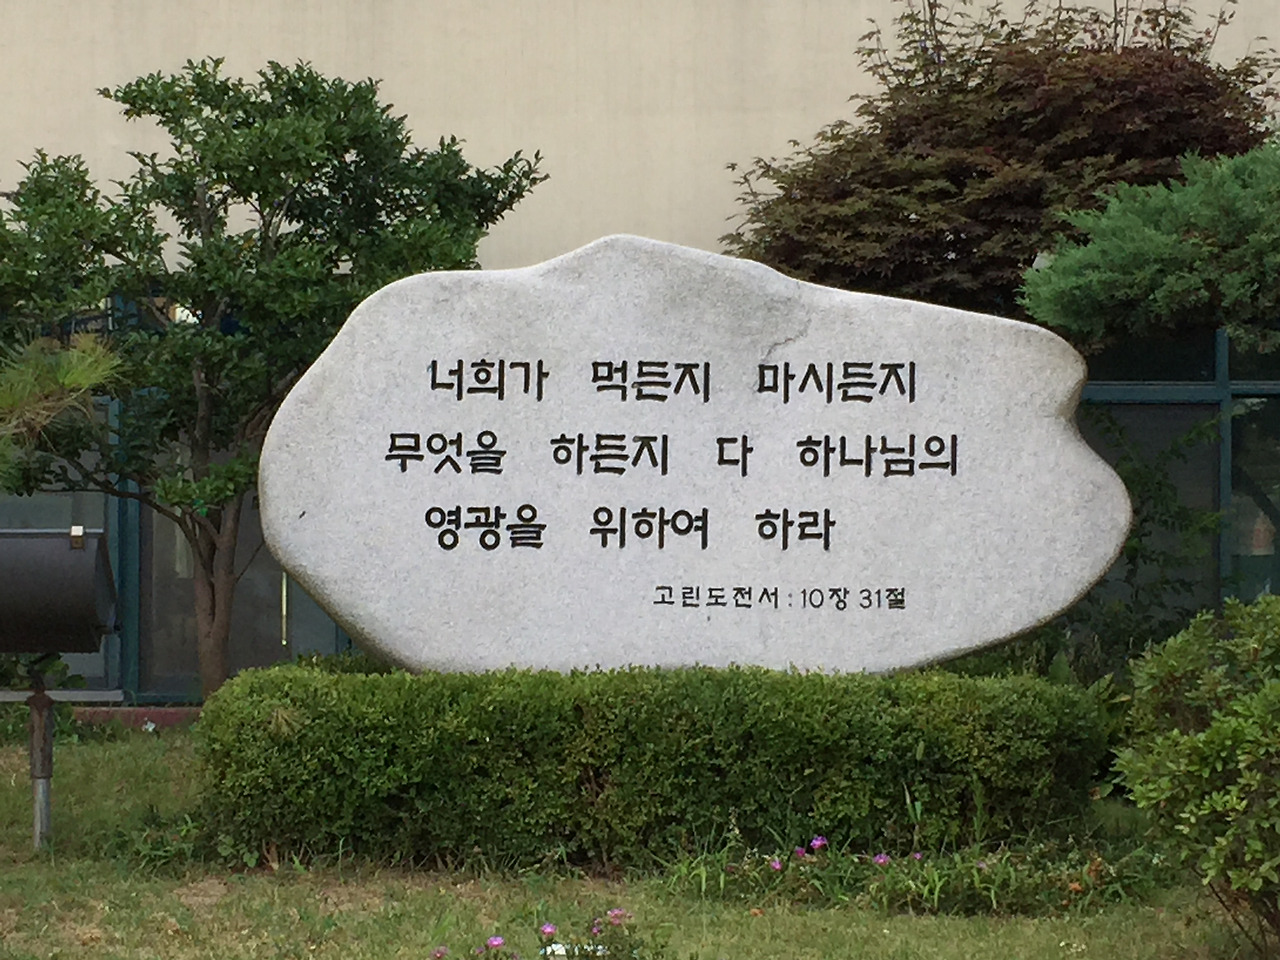 너희가 먹든지 마시든지
무엇을 하든지 다 하나님의
영광을 위하여 하라
고린도전서 : 10장 31절